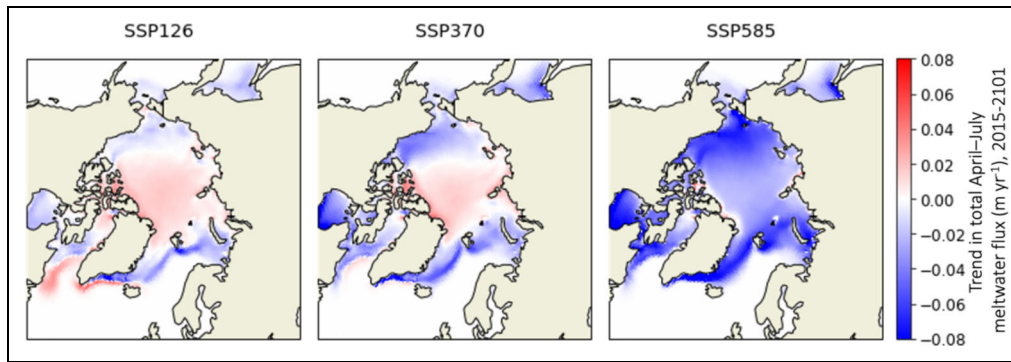 SSP126
SSP370
SSP585
0.08
0.06
0.04
0.02
0.00
−0.02
−0.04
−0.06
−0.08
Trend in total April–July
meltwater flux (m yr⁻¹), 2015-2101